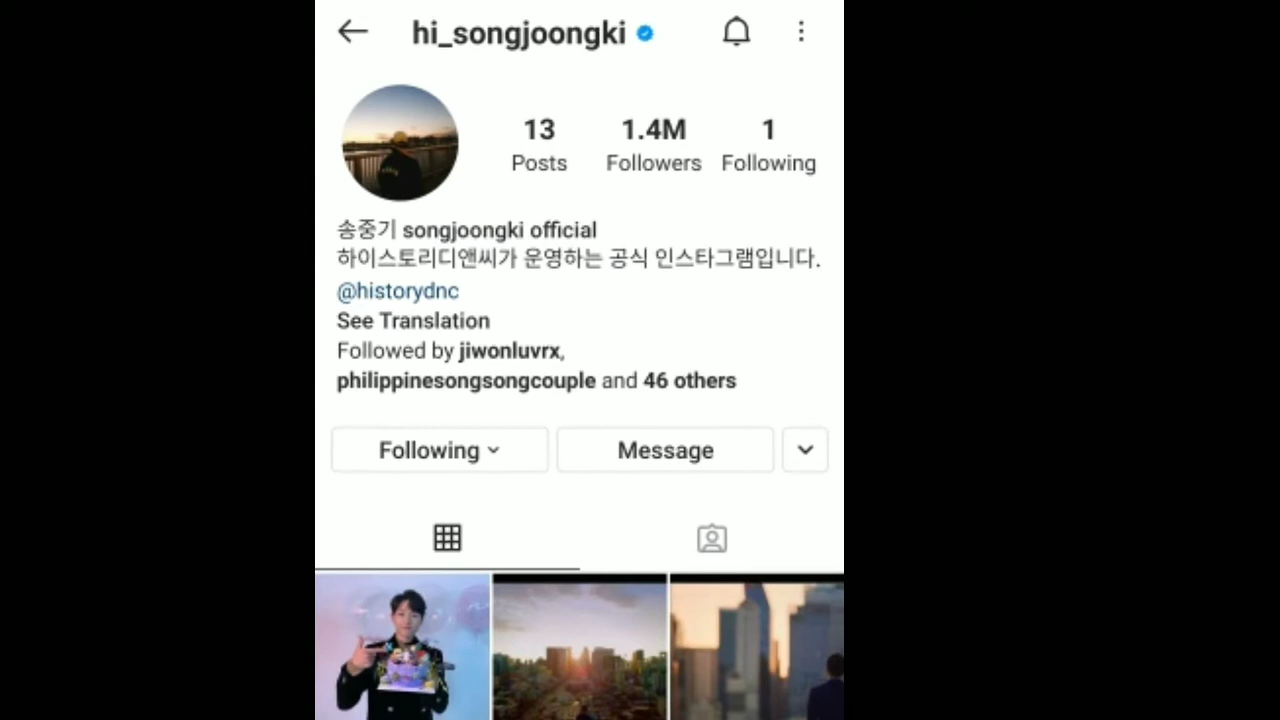 hi_songjoongki
13 1.4M 1
Posts Followers Following
송중기 songjoongki official
하이스토리디앤씨가 운영하는 공식 인스타그램입니다.
@historydnc
See Translation
Followed by jiwonluvrx,
philippinesongsongcouple and 46 others
Following Message